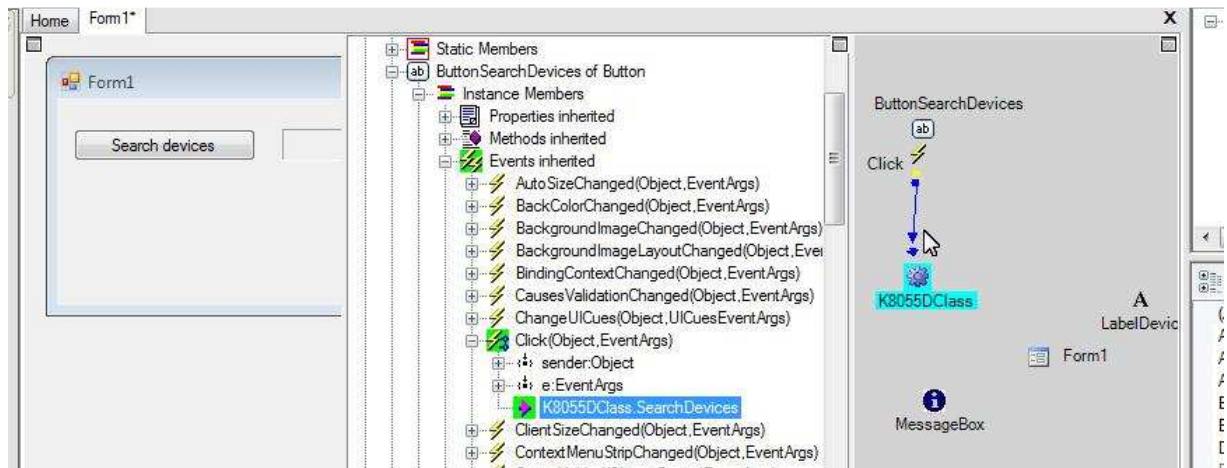 Home
Form1*
X
Form1
Search devices
Static Members
ab
ButtonSearchDevices of Button
Instance Members
Properties inherited
Methods inherited
Events inherited
AutoSizeChanged(Object,EventArgs)
BackColorChanged(Object,EventArgs)
BackgroundImageChanged(Object,EventArgs)
BackgroundImageLayoutChanged(Object,Eve
BindingContextChanged(Object,EventArgs)
CausesValidationChanged(Object,EventArgs)
ChangeUICues(Object,UICuesEventArgs)
Click(Object,EventArgs)
sender:Object
e:EventArgs
K8055DClass.SearchDevices
ClientSizeChanged(Object,EventArgs)
ContextMenuStripChanged(Object,EventArgs)
ButtonSearchDevices
ab
Click
K8055DClass
A
LabelDevic
Form1
MessageBox